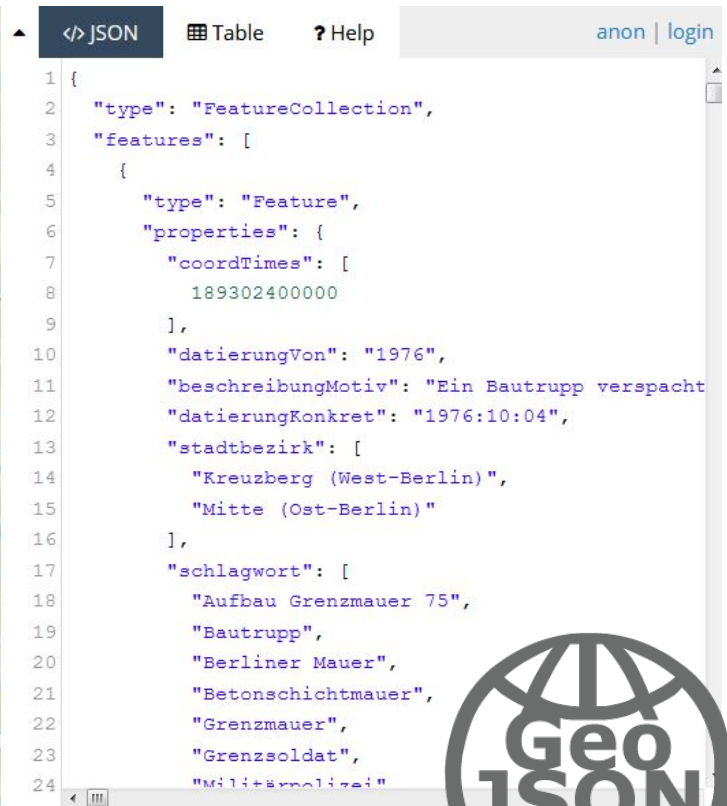 </> JSON Table ? Help anon | login
1 {
2 "type": "FeatureCollection",
3 "features": [
4 {
5 "type": "Feature",
6 "properties": {
7 "coordTimes": [
8 189302400000
9 ],
10 "datierungVon": "1976",
11 "beschreibungMotiv": "Ein Bautrupp verspacht
12 "datierungKonkret": "1976:10:04",
13 "stadtbezirk": [
14 "Kreuzberg (West-Berlin)",
15 "Mitte (Ost-Berlin)"
16 ],
17 "schlagwort": [
18 "Aufbau Grenzmauer 75",
19 "Bautrupp",
20 "Berliner Mauer",
21 "Betonschichtmauer",
22 "Grenzmauer",
23 "Grenzsoldat",
24 "Militärpolizei"
Geo
JSON